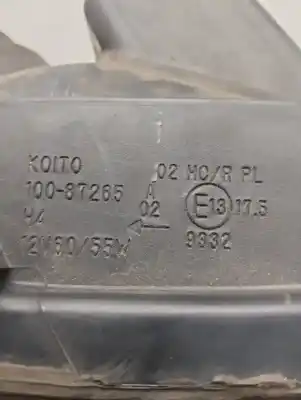 KOITO
100-87265
H4
12V60/55W
02 HC/R PL
A
02
E13 17.5
9932